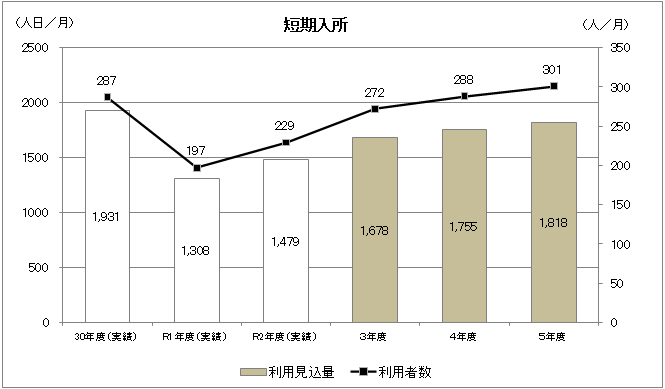 短期入所
（人日／月）
（人／月）
2500
2000
1500
1000
500
0
350
300
250
200
150
100
50
0
287
197
229
272
288
301
1,931
1,308
1,479
1,678
1,755
1,818
30年度(実績)
R1年度(実績)
R2年度(実績)
3年度
4年度
5年度
利用見込量
利用者数